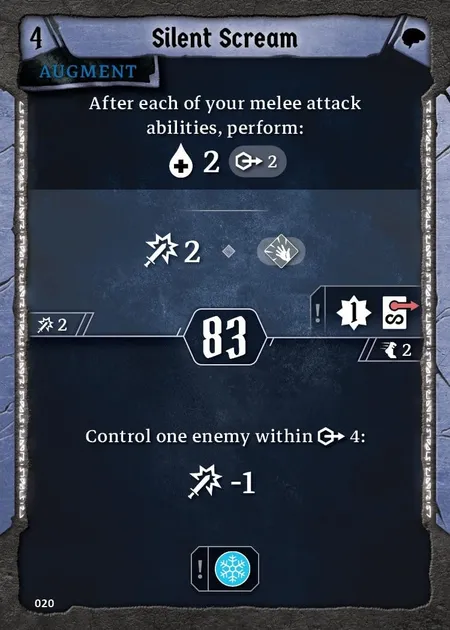 4 Silent Scream
AUGMENT
After each of your melee attack
abilities, perform:
2 2
2
1
2 83
2
Control one enemy within 4:
-1
020